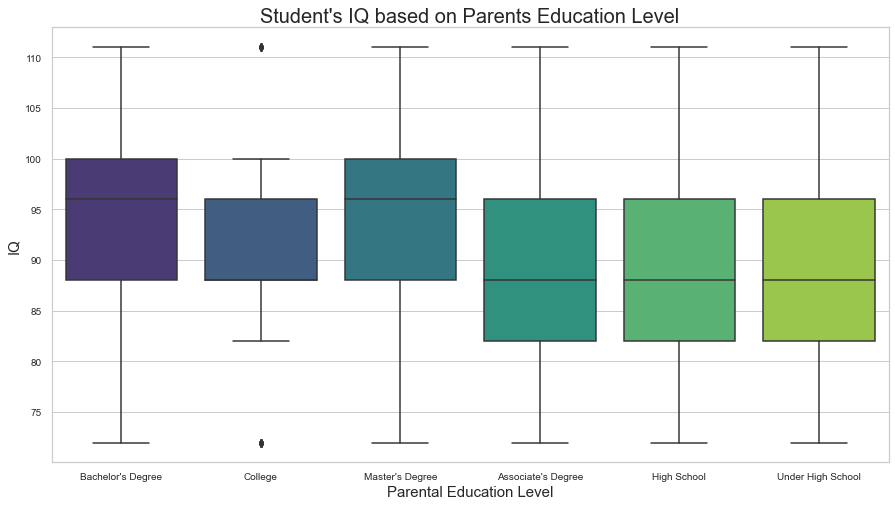 Student's IQ based on Parents Education Level
110
105
100
95
90
85
80
75
IQ
Bachelor's Degree
College
Master's Degree
Associate's Degree
High School
Under High School
Parental Education Level